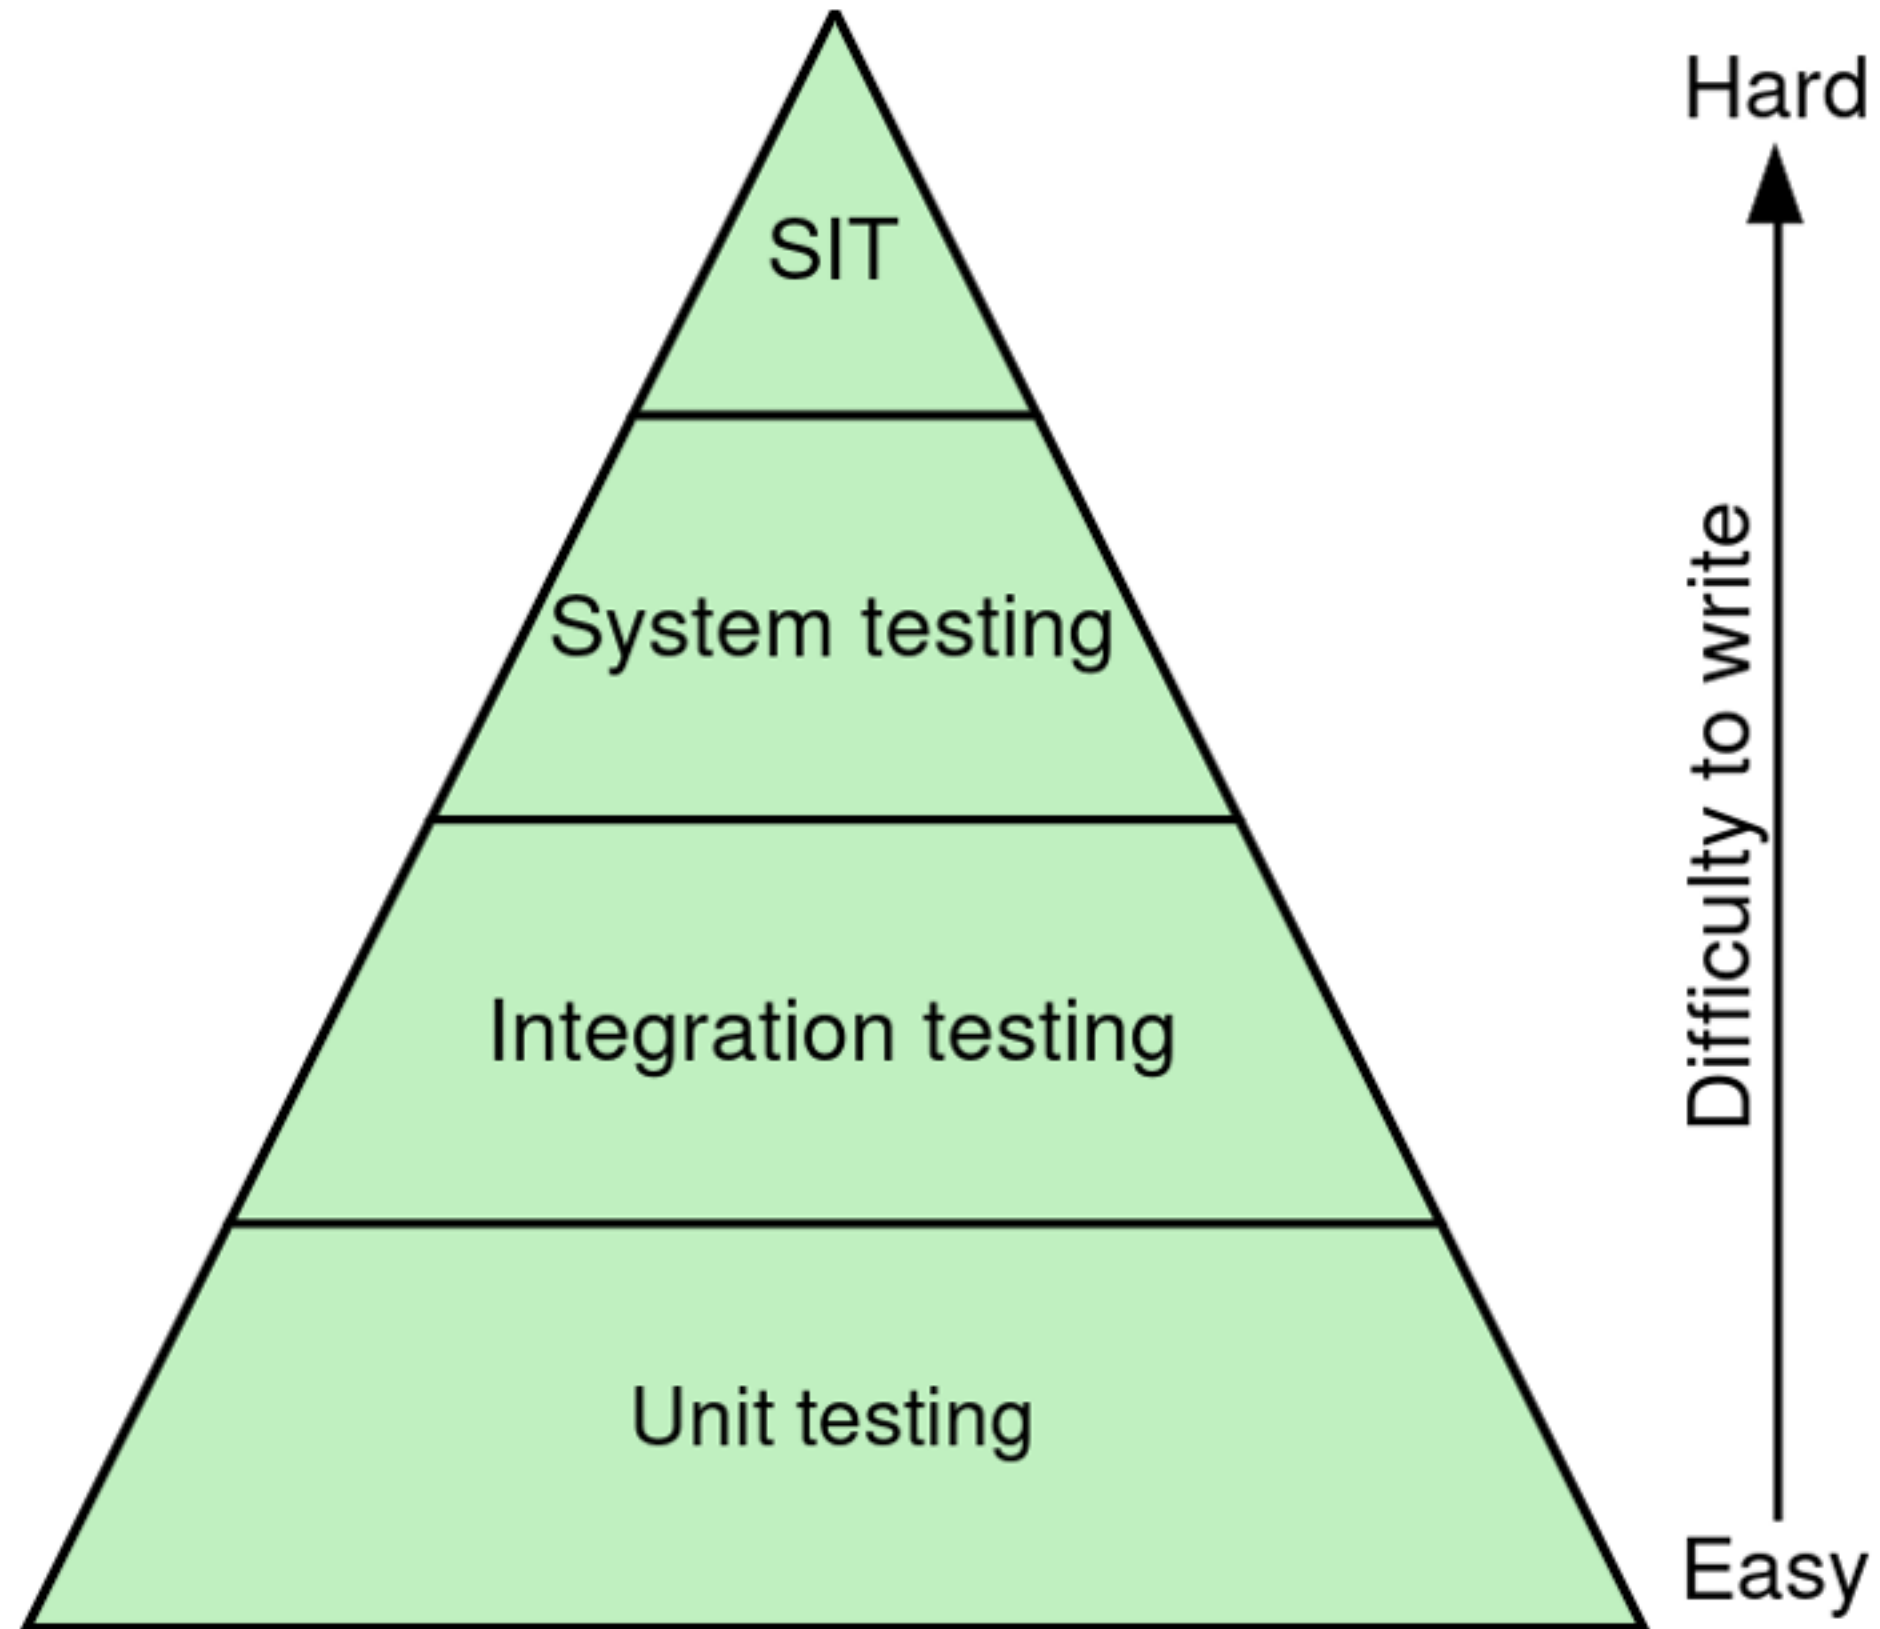 Hard
SIT
System testing
Difficulty to write
Integration testing
Unit testing
Easy